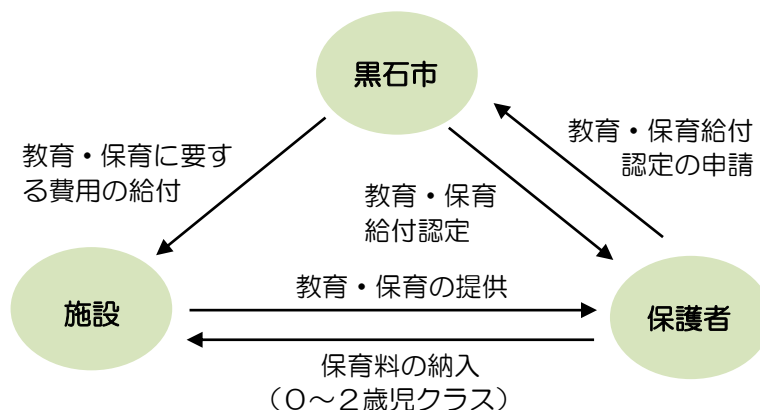 黒石市
教育・保育に要す
る費用の給付
教育・保育給付
認定の申請
教育・保育
給付認定
施設
教育・保育の提供
保護者
保育料の納入
（０～２歳児クラス）